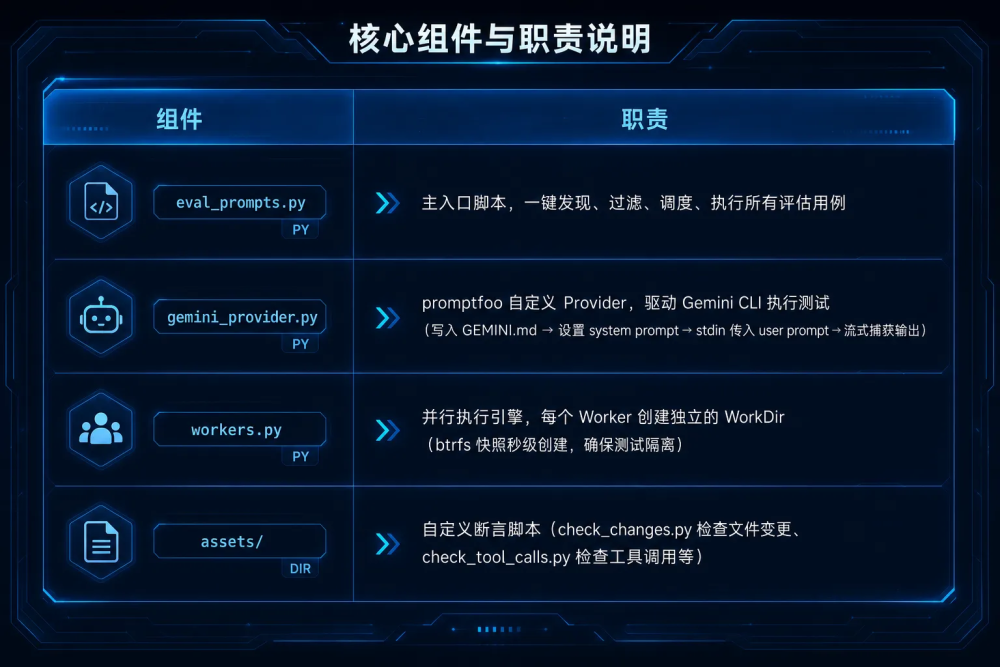 核心组件与职责说明
组件
职责
</>
eval_prompts.py
PY
主入口脚本，一键发现、过滤、调度、执行所有评估用例
gemini_provider.py
PY
promptfoo 自定义 Provider，驱动 Gemini CLI 执行测试
（写入 GEMINI.md → 设置 system prompt → stdin 传入 user prompt → 流式捕获输出）
workers.py
PY
并行执行引擎，每个 Worker 创建独立的 WorkDir
（btrfs 快照秒级创建，确保测试隔离）
assets/
DIR
自定义断言脚本（check_changes.py 检查文件变更、
check_tool_calls.py 检查工具调用等）